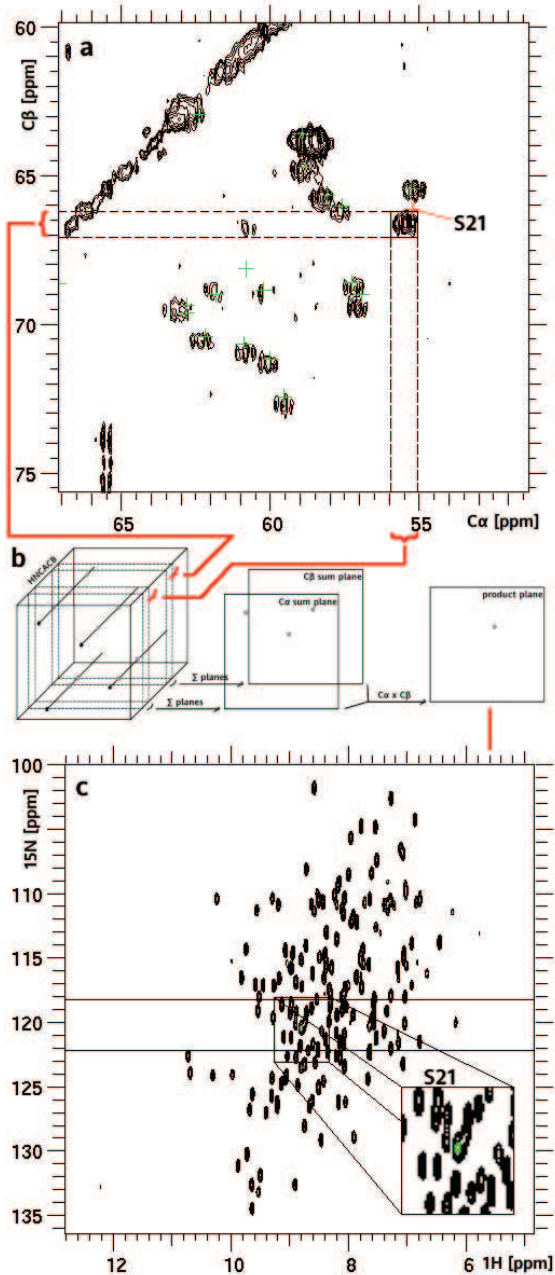 a
Cβ [ppm]
60
65
70
75
S21
65
60
55
Cα [ppm]
b
HNCACB
Σ planes
Σ planes
Cβ sum plane
Cα sum plane
Cα x Cβ
product plane
c
15N [ppm]
100
105
110
115
120
125
130
135
S21
12
10
8
6
1H [ppm]